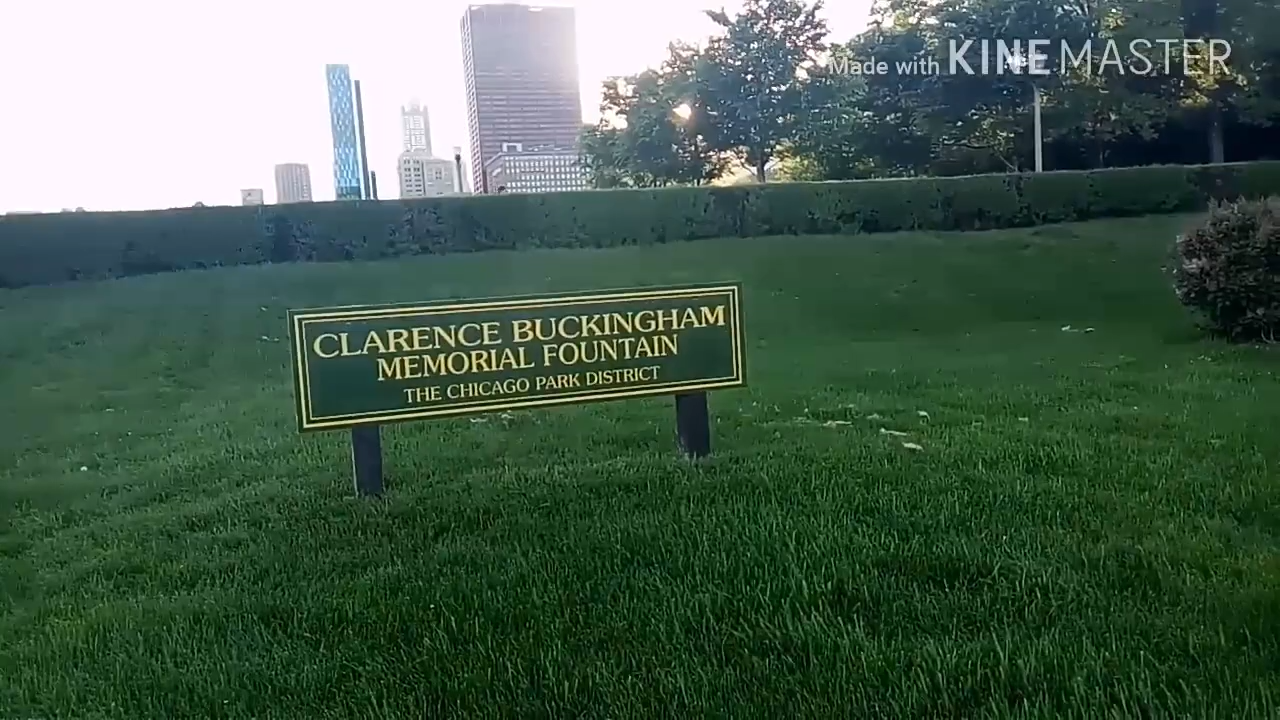 Made with KINEMASTER
CLARENCE BUCKINGHAM
MEMORIAL FOUNTAIN
THE CHICAGO PARK DISTRICT